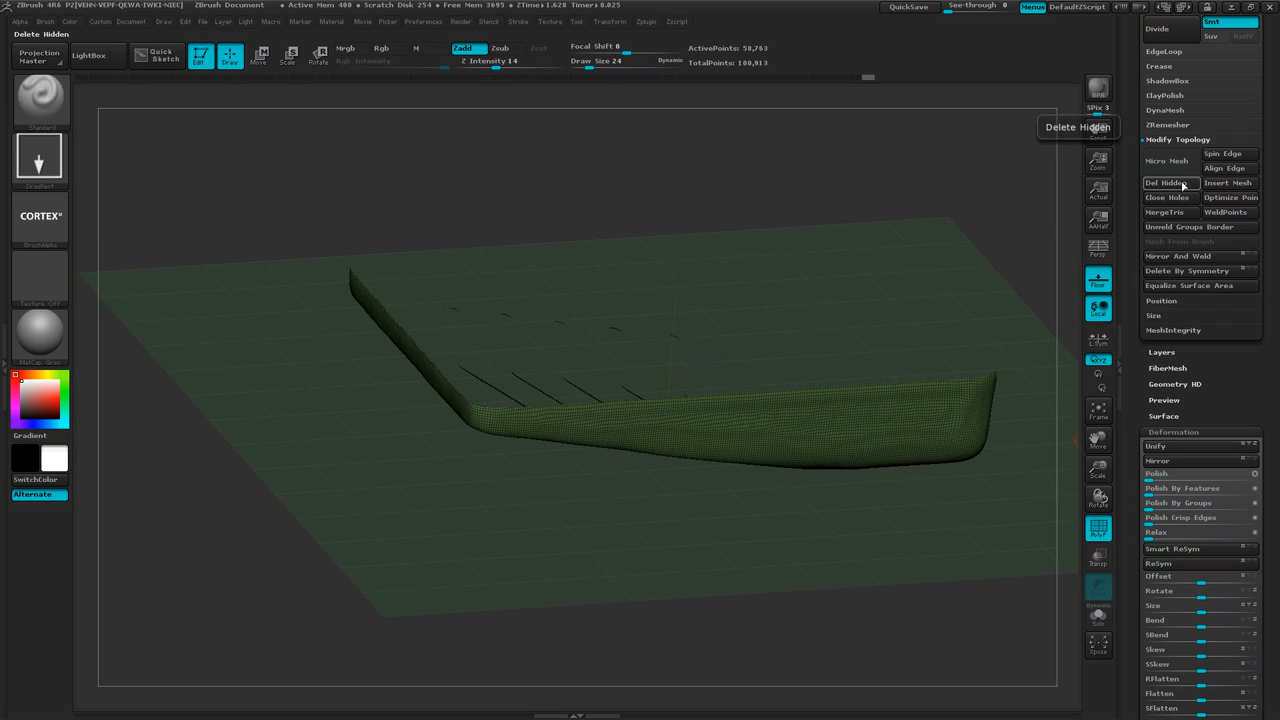 ZBrush 4R6 P2[VEHN-VEPF-QEWA-IWKI-NIEC] ZBrush Document • Active Mem 400 • Scratch Disk 254 • Free Mem 3695 • ZTime▸1.628 Timer▸0.025 QuickSave See-through 0 Menus DefaultZScript
Alpha Brush Color Document Draw Edit File Layer Light Macro Marker Material Movie Picker Preferences Render Stencil Stroke Texture Tool Transform Zplugin Zscript
Delete Hidden
Projection Master
LightBox
Quick Sketch
Edit
Draw
Move
Scale
Rotate
Mrgb Rgb M
Rgb Intensity
Zadd Zsub Zcut
Z Intensity 14
Focal Shift 0
Draw Size 24 Dynamic
ActivePoints: 58,763
TotalPoints: 100,913
Standard
DragRect
CORTEX
BrushAlpha
Texture Off
MatCap Gray
Gradient
SwitchColor
Alternate
Delete Hidden
BPR
SPix 3
Scroll
Zoom
Actual
AAHalf
Persp
Floor
Local
L.Sym
XYZ
Frame
Move
Scale
Rotate
PolyF
Transp
Dynamic
Solo
Xpose
Divide
Smt
Suv
EdgeLoop
Crease
ShadowBox
ClayPolish
DynaMesh
ZRemesher
Modify Topology
Micro Mesh
Spin Edge
Align Edge
Del Hidden Insert Mesh
Close Holes Optimize Poin
MergeTris WeldPoints
Unweld Groups Border
Mesh From Brush
Mirror And Weld
Delete By Symmetry
Equalize Surface Area
Position
Size
MeshIntegrity
Layers
FiberMesh
Geometry HD
Preview
Surface
Deformation
Unify
Mirror
Polish
Polish By Features
Polish By Groups
Polish Crisp Edges
Relax
Smart ReSym
ReSym
Offset
Rotate
Size
Bend
SBend
Skew
SSkew
RFlatten
Flatten
SFlatten